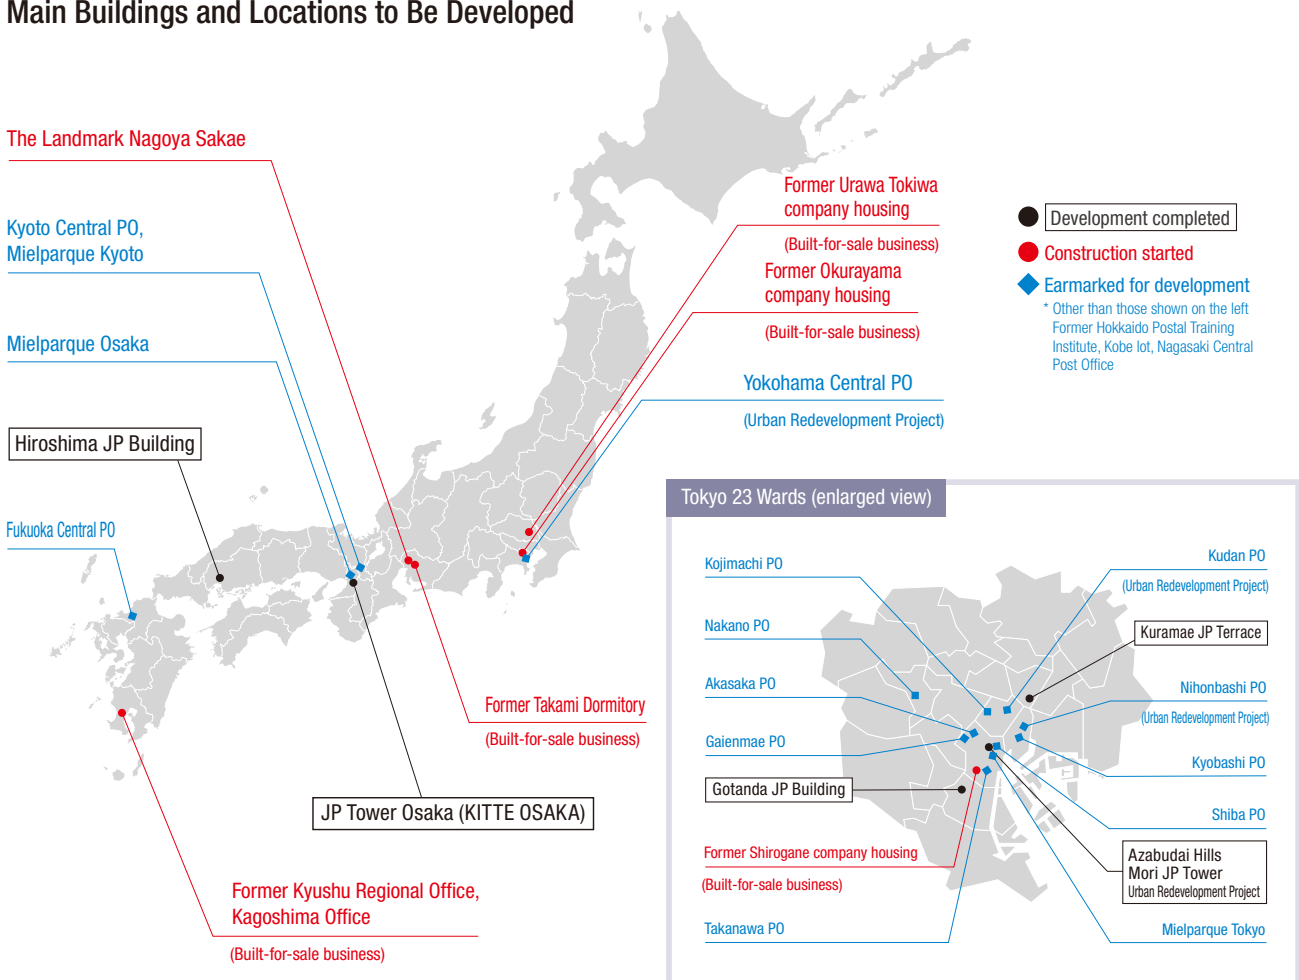 Main Buildings and Locations to Be Developed
The Landmark Nagoya Sakae
Kyoto Central PO,
Mielparque Kyoto
Mielparque Osaka
Hiroshima JP Building
Fukuoka Central PO
Former Urawa Tokiwa
company housing
(Built-for-sale business)
Former Okurayama
company housing
(Built-for-sale business)
Yokohama Central PO
(Urban Redevelopment Project)
Development completed
Construction started
Earmarked for development
* Other than those shown on the left
Former Hokkaido Postal Training
Institute, Kobe lot, Nagasaki Central
Post Office
Former Takami Dormitory
(Built-for-sale business)
JP Tower Osaka (KITTE OSAKA)
Former Kyushu Regional Office,
Kagoshima Office
(Built-for-sale business)
Tokyo 23 Wards (enlarged view)
Kojimachi PO
Nakano PO
Akasaka PO
Gaienmae PO
Gotanda JP Building
Former Shirogane company housing
(Built-for-sale business)
Takanawa PO
Kudan PO
(Urban Redevelopment Project)
Kuramae JP Terrace
Nihonbashi PO
(Urban Redevelopment Project)
Kyobashi PO
Shiba PO
Azabudai Hills
Mori JP Tower
Urban Redevelopment Project
Mielparque Tokyo